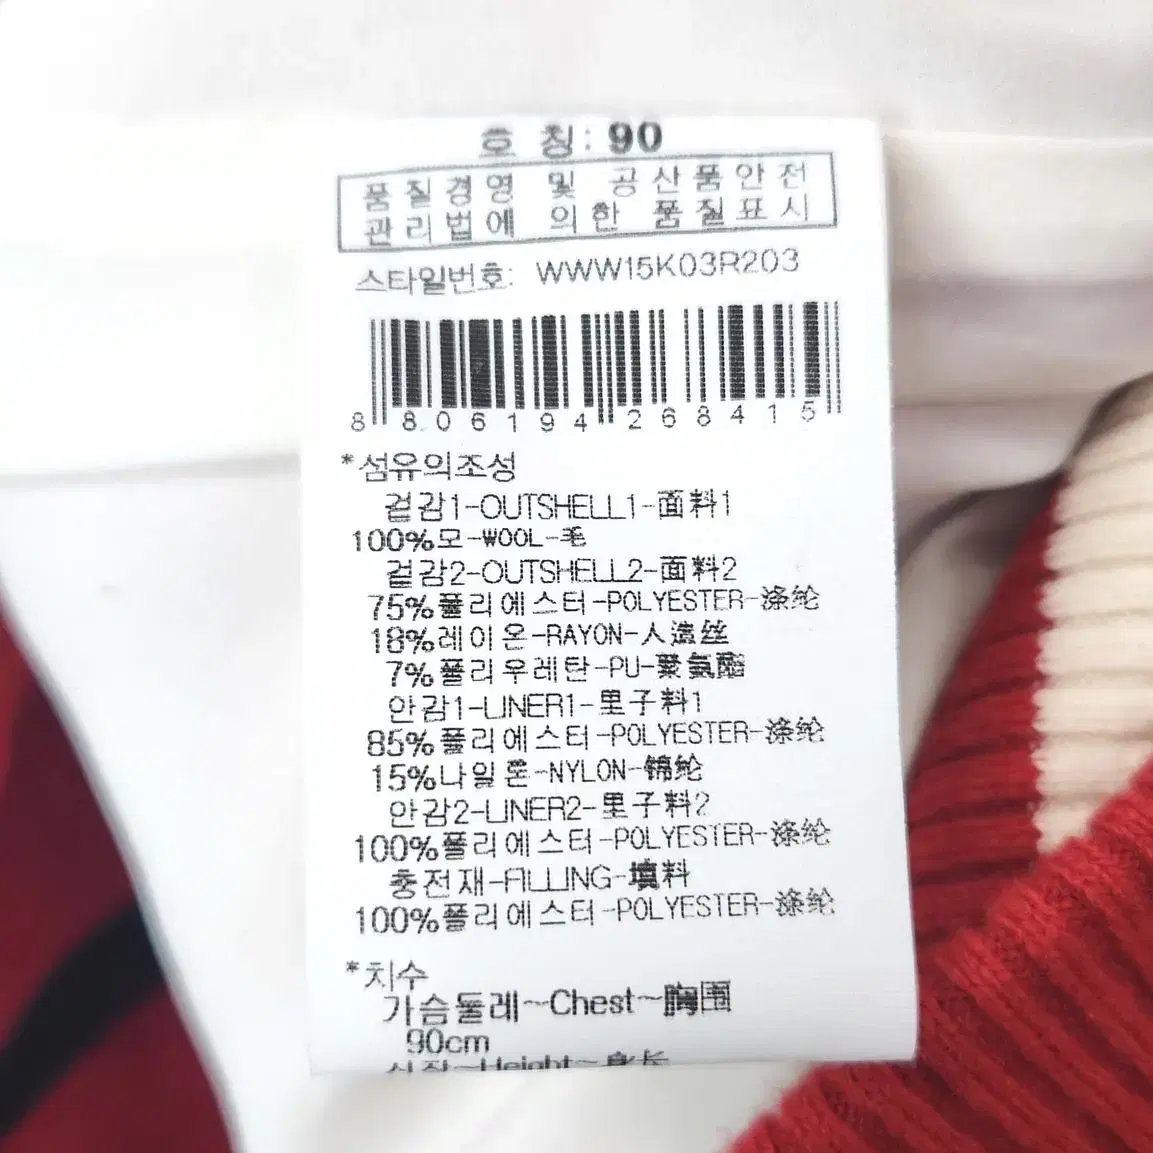 호 칭: 90
품질경영 및 공산품안전
관리법에 의한 품질표시
스타일번호: WWW15K03R203
8 806194 268415
*섬유의조성
겉감1-OUTSHELL1-面料1
100%모-WOOL-毛
겉감2-OUTSHELL2-面料2
75%폴리에스터-POLYESTER-涤纶
18%레이온-RAYON-人造丝
7%폴리우레탄-PU-聚氨酯
안감1-LINER1-里子料1
85%폴리에스터-POLYESTER-涤纶
15%나일론-NYLON-锦纶
안감2-LINER2-里子料2
100%폴리에스터-POLYESTER-涤纶
충전재-FILLING-填料
100%폴리에스터-POLYESTER-涤纶
*치수
가슴둘레~Chest~胸围
90cm
신장~Height~身长